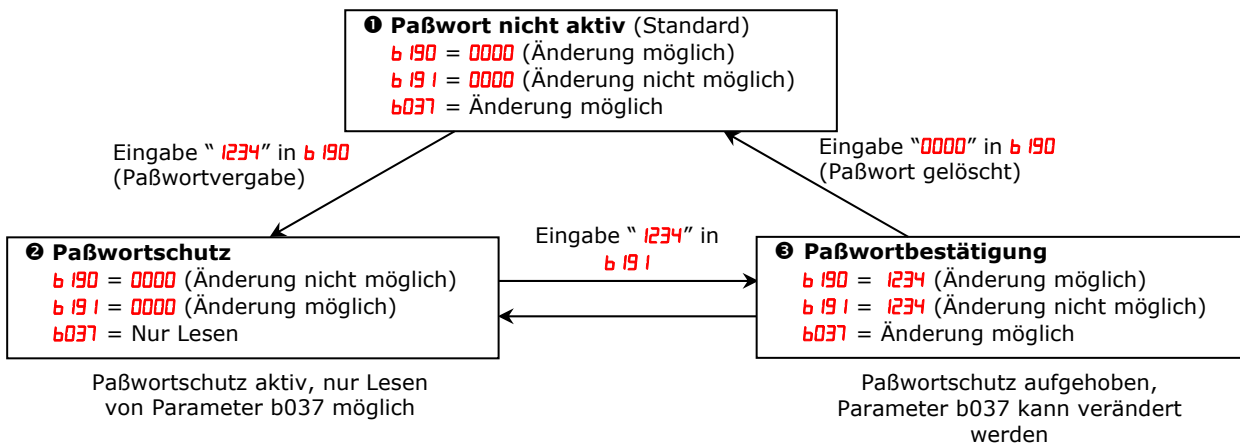 ❶ Paßwort nicht aktiv (Standard)
b190 = 0000 (Änderung möglich)
b191 = 0000 (Änderung nicht möglich)
b037 = Änderung möglich
Eingabe “ 1234” in b190
(Paßwortvergabe)
Eingabe “0000” in b190
(Paßwort gelöscht)
❷ Paßwortschutz
b190 = 0000 (Änderung nicht möglich)
b191 = 0000 (Änderung möglich)
b037 = Nur Lesen
Eingabe “ 1234” in
b191
❸ Paßwortbestätigung
b190 = 1234 (Änderung möglich)
b191 = 1234 (Änderung nicht möglich)
b037 = Änderung möglich
Paßwortschutz aktiv, nur Lesen
von Parameter b037 möglich
Paßwortschutz aufgehoben,
Parameter b037 kann verändert
werden